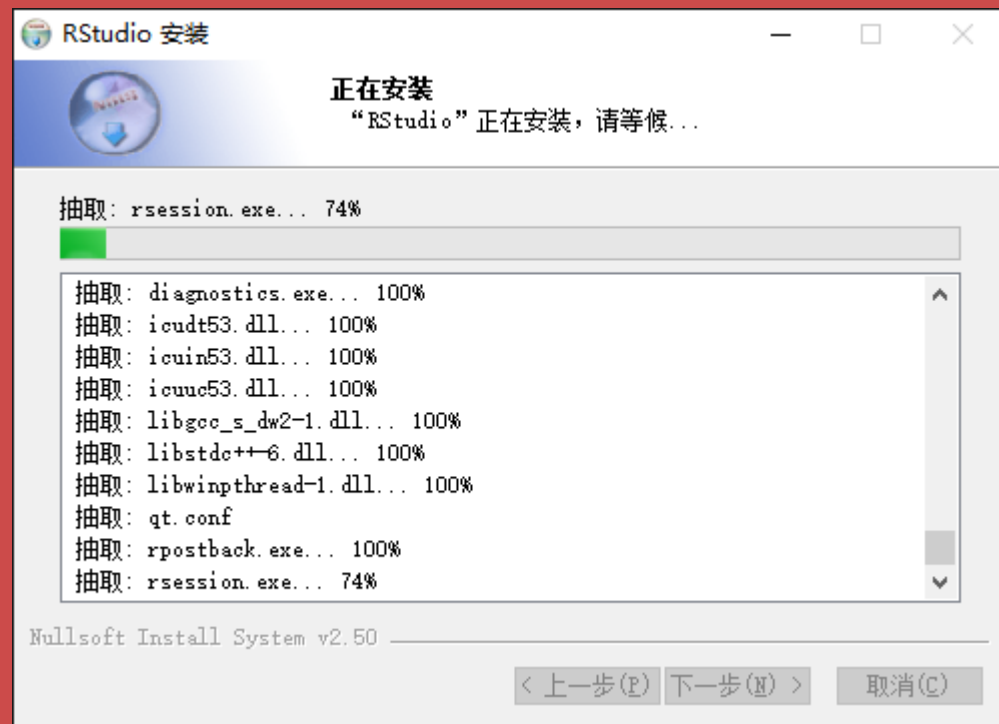 RStudio 安装
正在安装
“RStudio”正在安装，请等候...
抽取: rsession.exe... 74%
抽取: diagnostics.exe... 100%
抽取: icudt53.dll... 100%
抽取: icuin53.dll... 100%
抽取: icuuc53.dll... 100%
抽取: libgcc_s_dw2-1.dll... 100%
抽取: libstdc++-6.dll... 100%
抽取: libwinpthread-1.dll... 100%
抽取: qt.conf
抽取: rpostback.exe... 100%
抽取: rsession.exe... 74%
Nullsoft Install System v2.50
< 上一步(P) 下一步(N) > 取消(C)